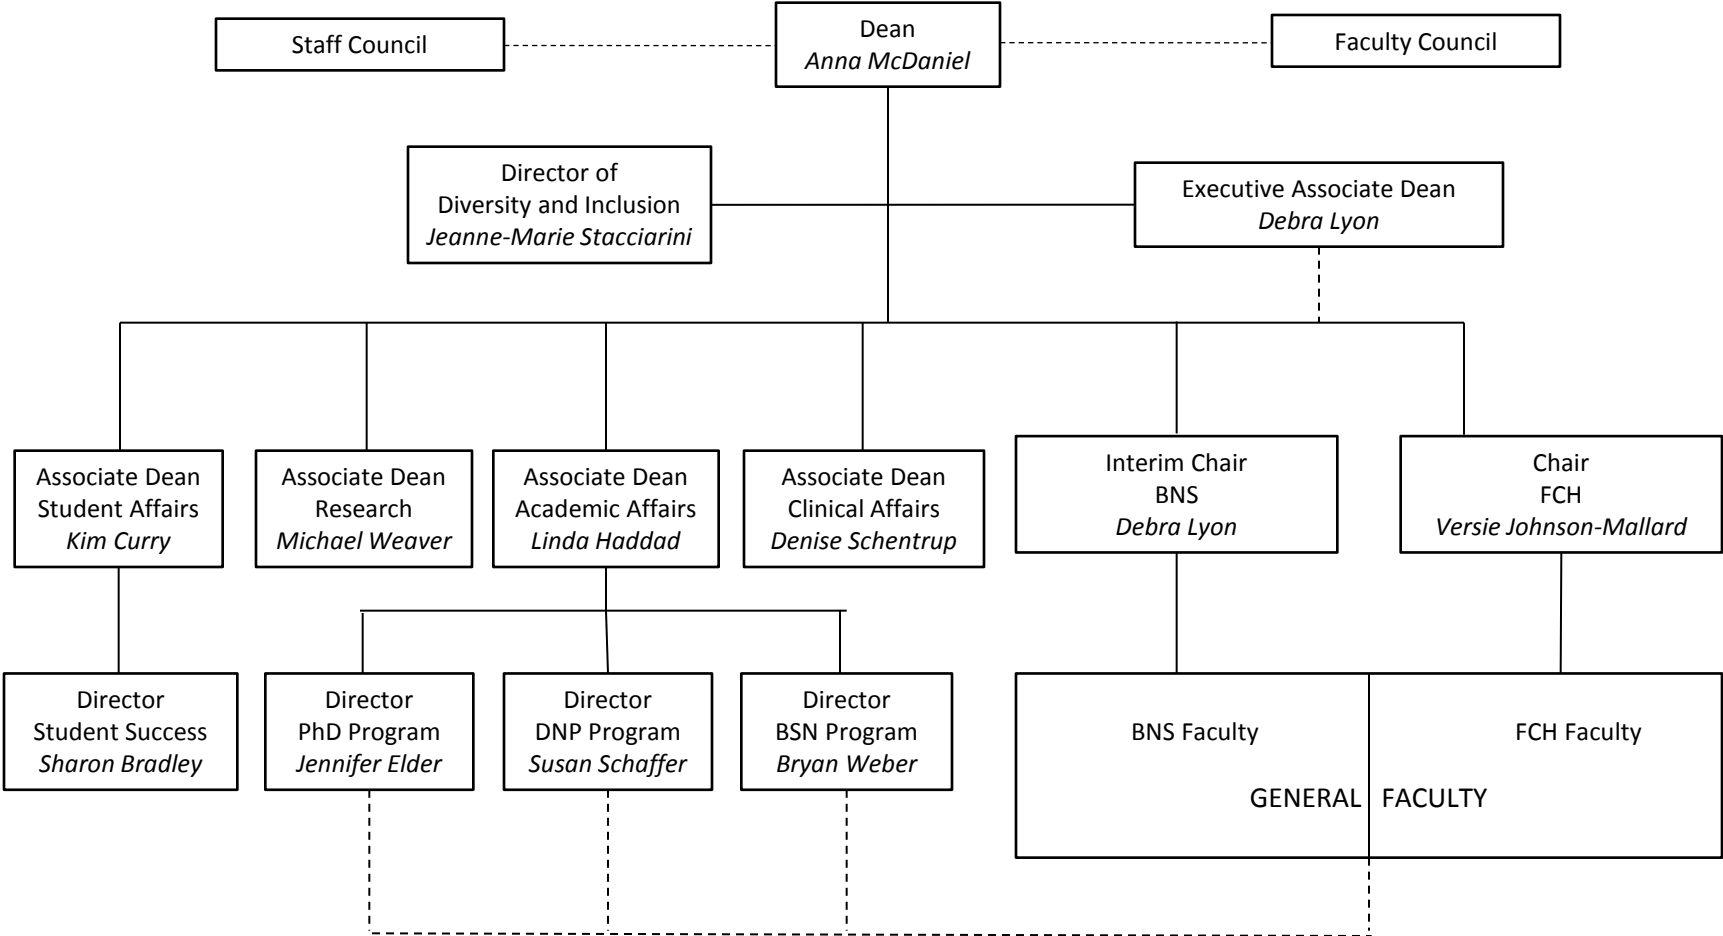 Staff Council
Dean
Anna McDaniel
Faculty Council
Director of
Diversity and Inclusion
Jeanne-Marie Stacciarini
Executive Associate Dean
Debra Lyon
Associate Dean
Student Affairs
Kim Curry
Associate Dean
Research
Michael Weaver
Associate Dean
Academic Affairs
Linda Haddad
Associate Dean
Clinical Affairs
Denise Schentrup
Interim Chair
BNS
Debra Lyon
Chair
FCH
Versie Johnson-Mallard
Director
Student Success
Sharon Bradley
Director
PhD Program
Jennifer Elder
Director
DNP Program
Susan Schaffer
Director
BSN Program
Bryan Weber
BNS Faculty
FCH Faculty
GENERAL FACULTY